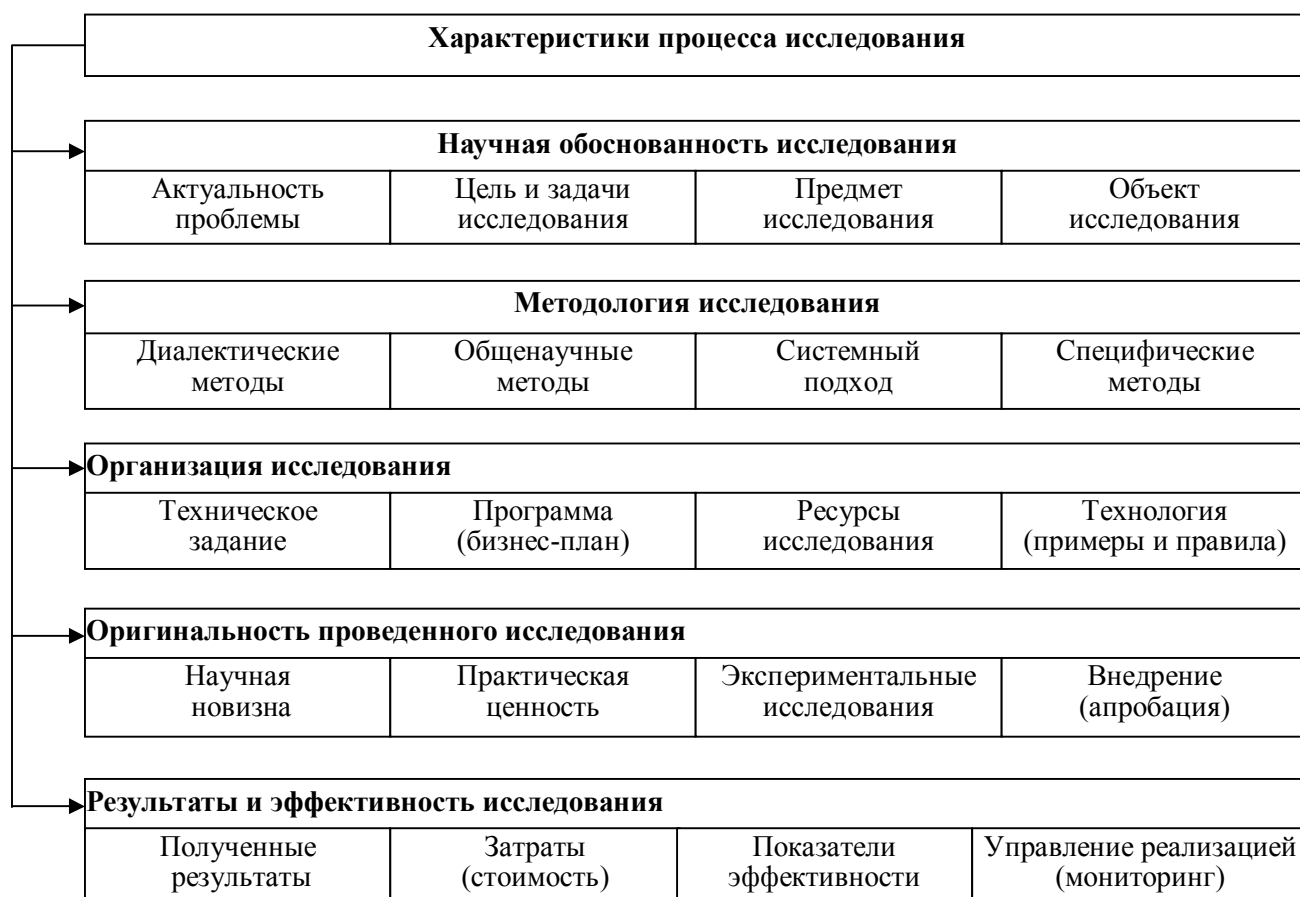 Характеристики процесса исследования
Научная обоснованность исследования
Актуальность
проблемы
Цель и задачи
исследования
Предмет
исследования
Объект
исследования
Методология исследования
Диалектические
методы
Общенаучные
методы
Системный
подход
Специфические
методы
Организация исследования
Техническое
задание
Программа
(бизнес-план)
Ресурсы
исследования
Технология
(примеры и правила)
Оригинальность проведенного исследования
Научная
новизна
Практическая
ценность
Экспериментальные
исследования
Внедрение
(апробация)
Результаты и эффективность исследования
Полученные
результаты
Затраты
(стоимость)
Показатели
эффективности
Управление реализацией
(мониторинг)